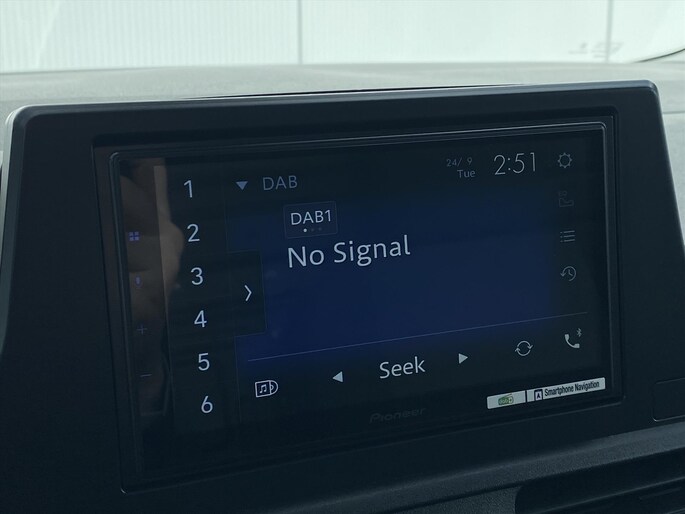 1
2
3
4
5
6
DAB
24/ 9
Tue
2:51
DAB1
No Signal
Seek
Pioneer
Smartphone Navigation